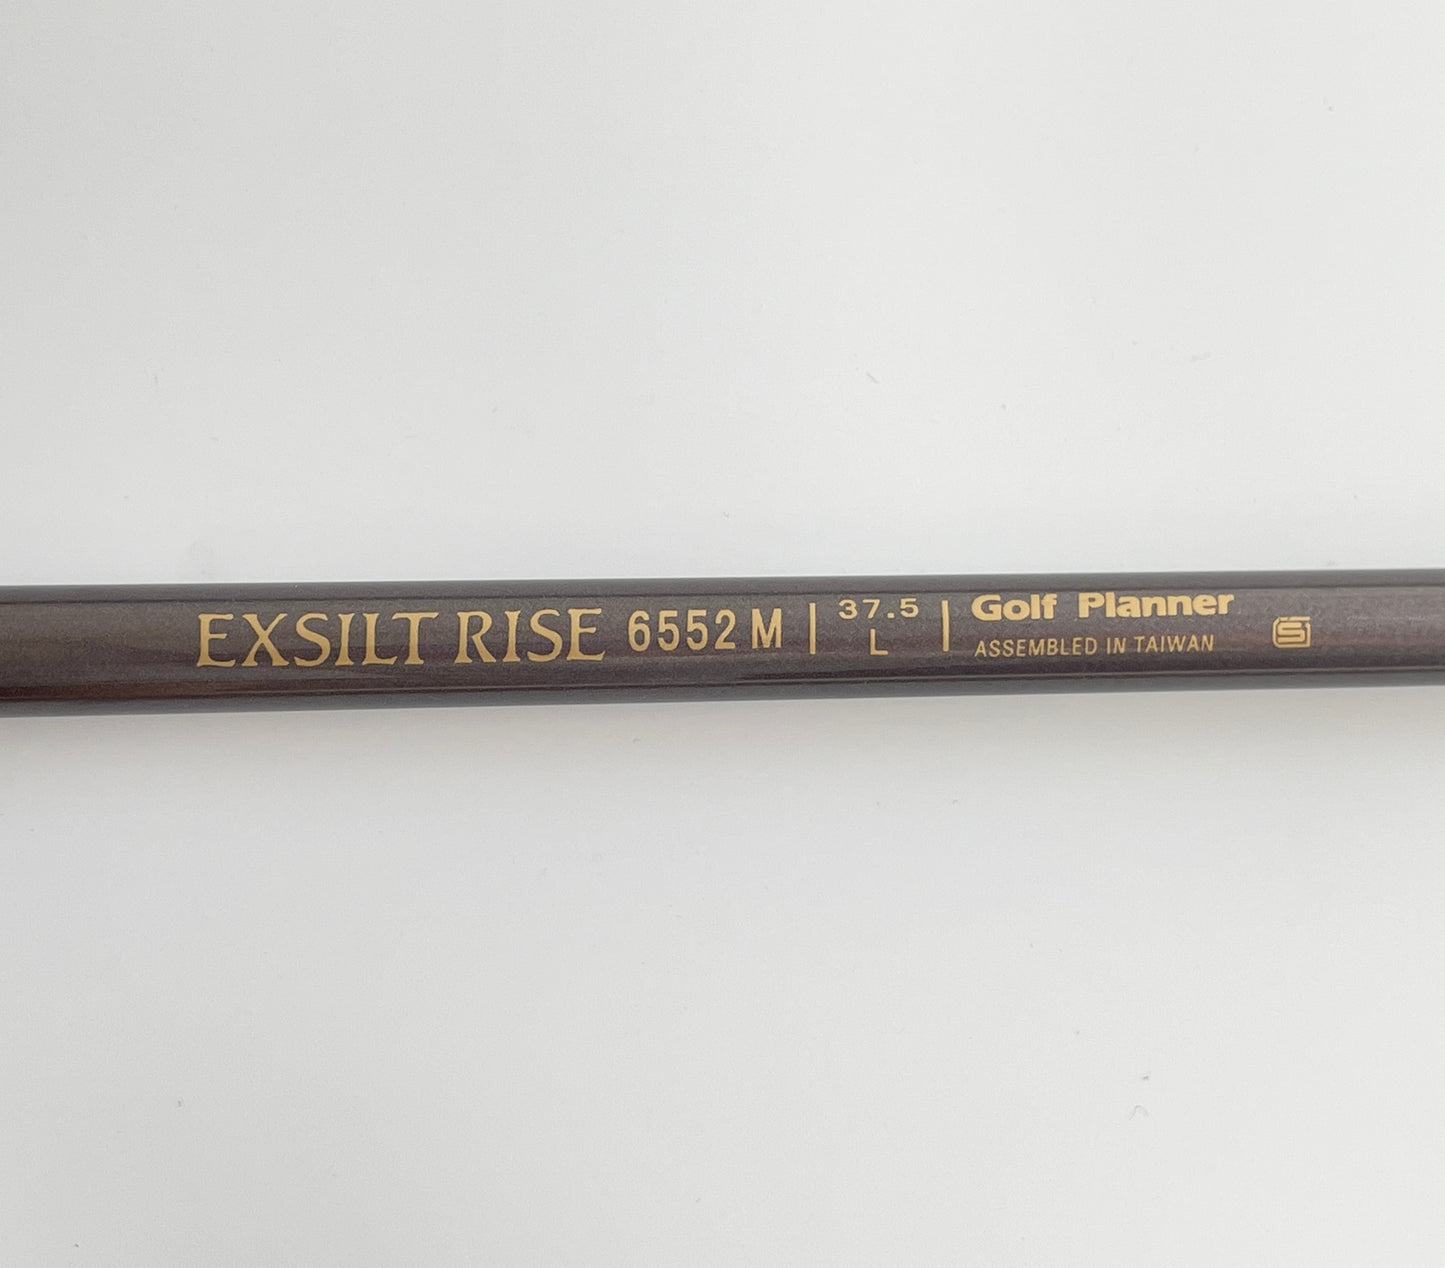 EXSILT RISE 6552 M | 37.5 L | Golf Planner
ASSEMBLED IN TAIWAN
S